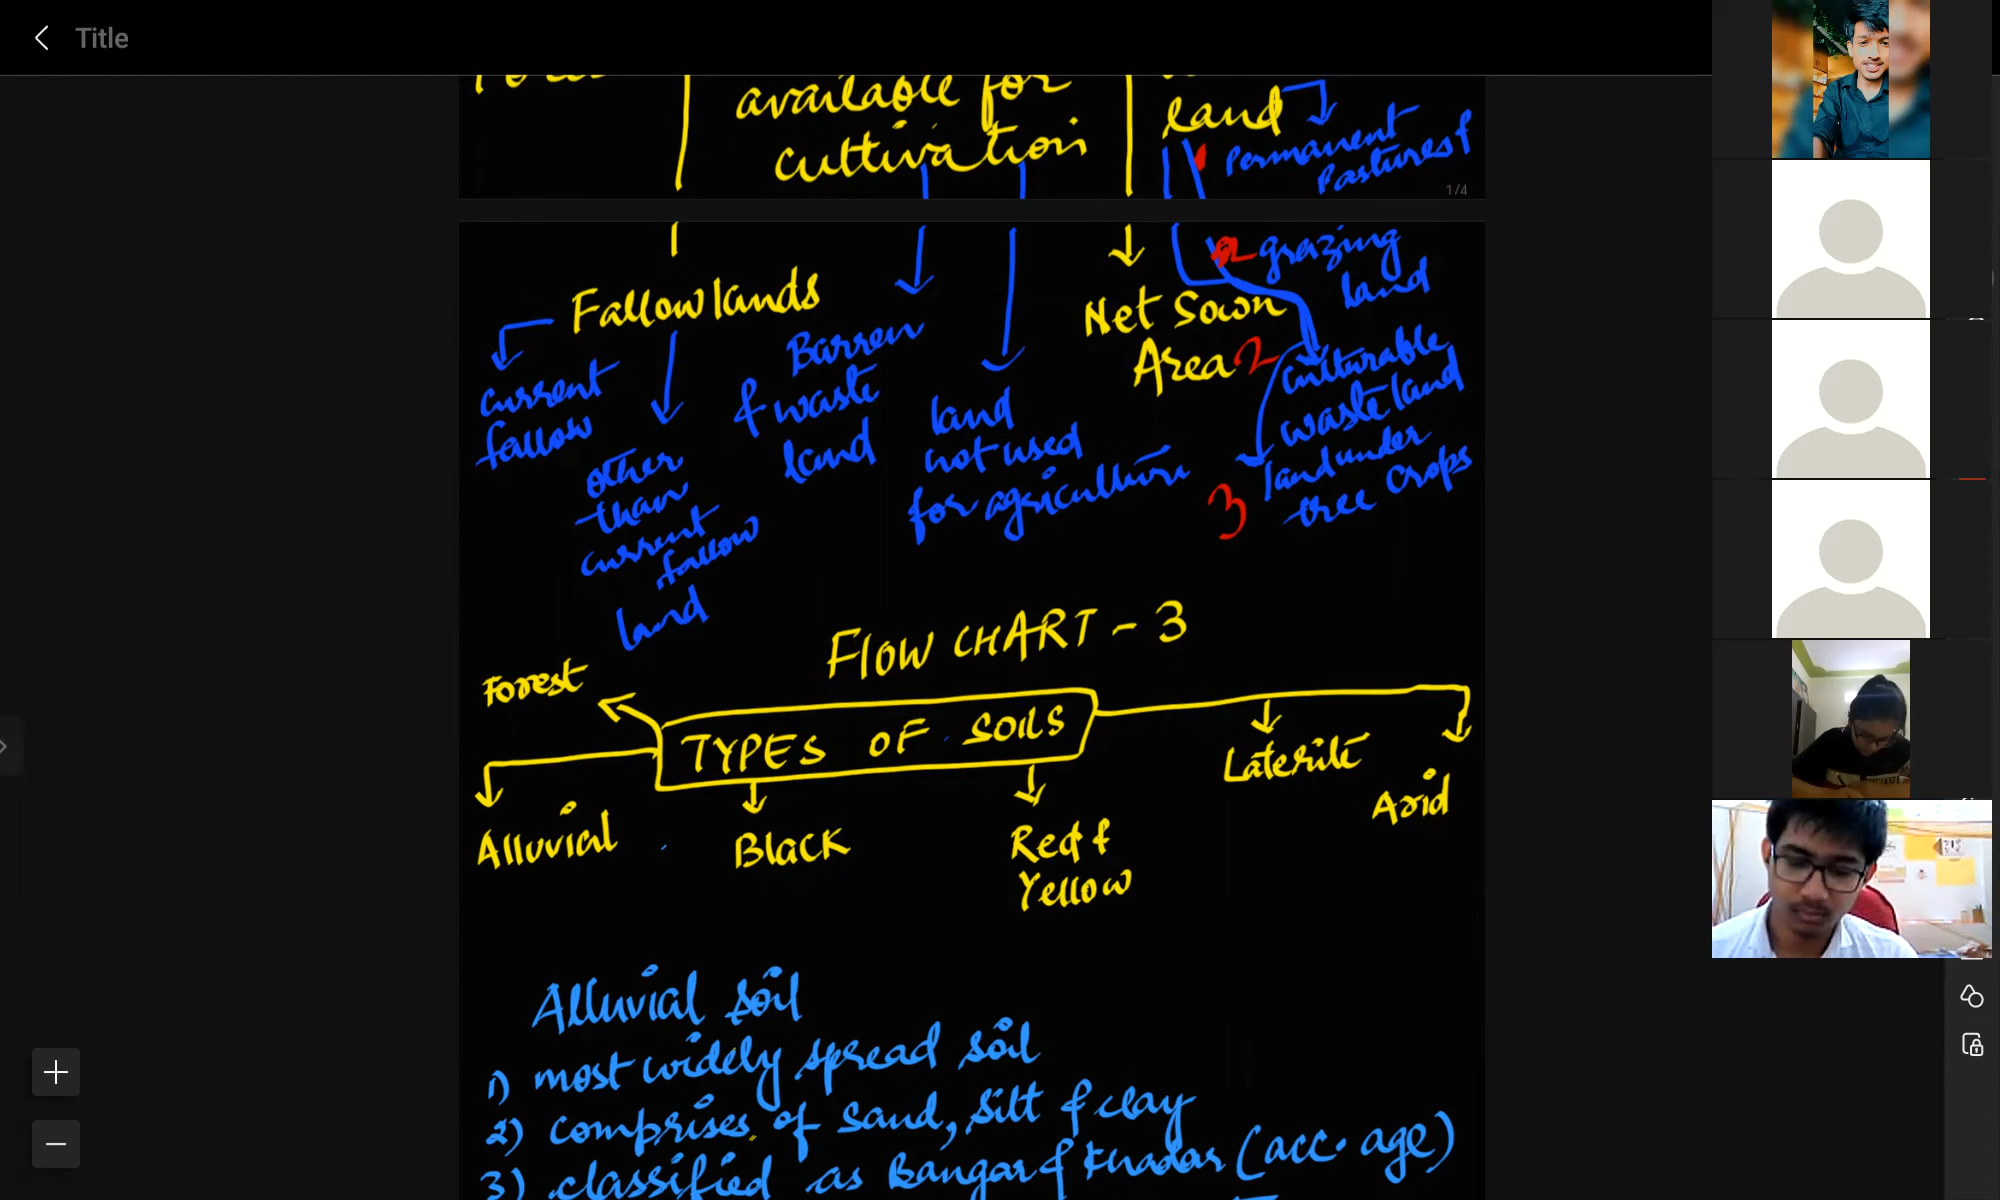 Title
available for
cultivation
land
Permanent
Pastures &
1/4
2 grazing
land
Fallow lands
current
fallow
other
than
current
fallow
land
Barren
& waste
land
land
not used
for agriculture
Net Sown
Area
2 culturable
waste land
3 land under
tree crops
FLOW CHART - 3
Forest
TYPES OF SOILS
Alluvial
Black
Red &
Yellow
Laterite
Arid
Alluvial soil
1) most widely spread soil
2) comprises of sand, silt & clay
3) classified as Bangar & Khadar (acc. age)